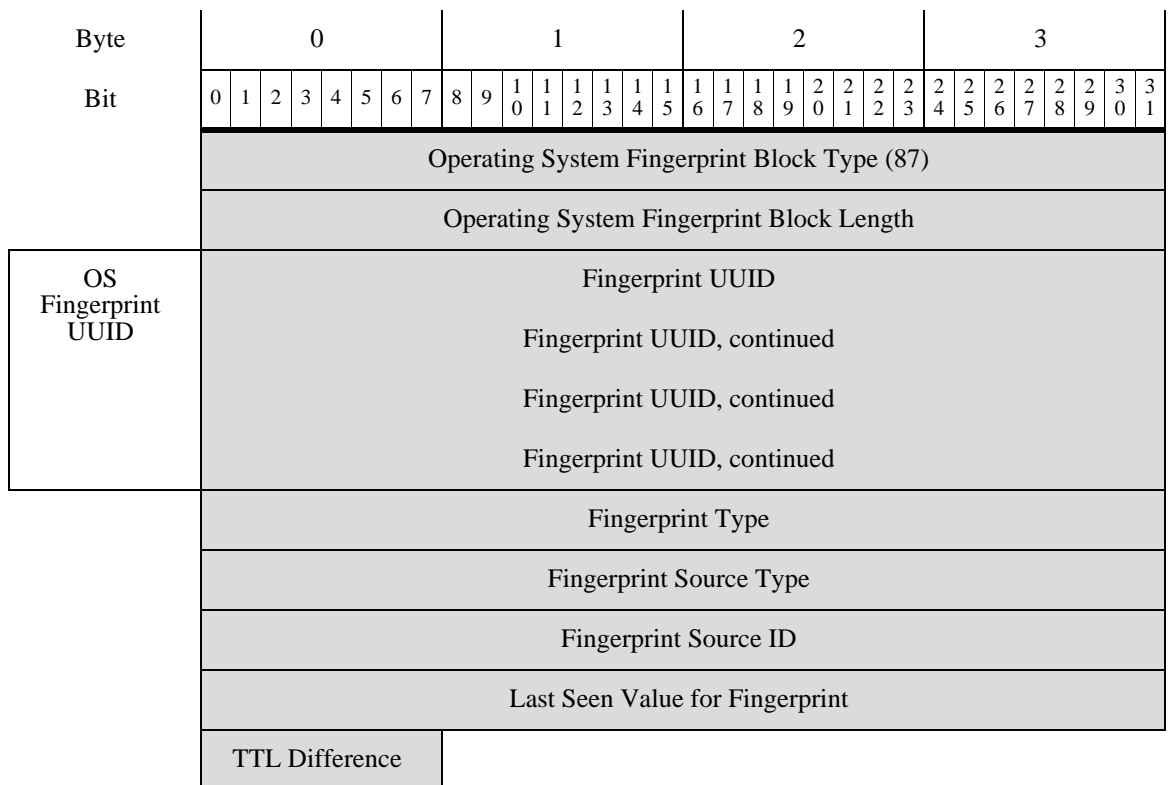 Byte 0 1 2 3
Bit 0 1 2 3 4 5 6 7 8 9 10 11 12 13 14 15 16 17 18 19 20 21 22 23 24 25 26 27 28 29 30 31
Operating System Fingerprint Block Type (87)
Operating System Fingerprint Block Length
OS
Fingerprint
UUID
Fingerprint UUID
Fingerprint UUID, continued
Fingerprint UUID, continued
Fingerprint UUID, continued
Fingerprint Type
Fingerprint Source Type
Fingerprint Source ID
Last Seen Value for Fingerprint
TTL Difference